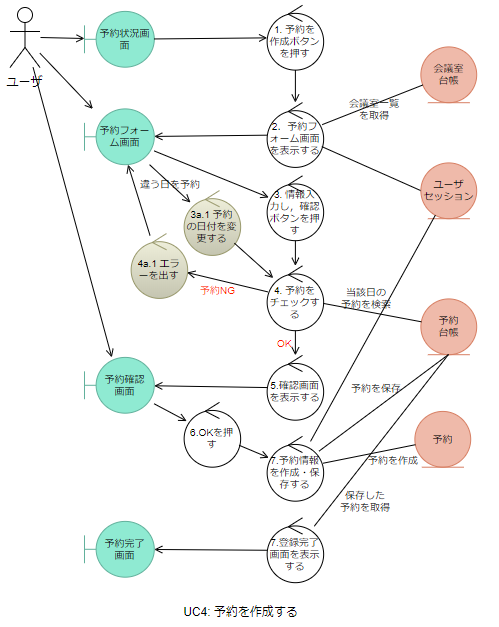 予約状況画
面
1. 予約を
作成ボタン
を押す
会議室
台帳
ユーザ
会議室一覧
を取得
予約フォー
ム画面
2. 予約フ
ォーム画面
を表示する
違う日を予約
ユーザ
セッション
3. 情報入
力し，確認
ボタンを押
す
3a.1 予約
の日付を変
更する
4a.1 エラ
ーを出す
予約NG
4. 予約を
チェックす
る
当該日の
予約を検索
予約
台帳
OK
予約確認
画面
5.確認画面
を表示する
予約を保存
6.OKを押
す
7.予約情報
を作成・保
存する
予約を作成
予約
保存した
予約を取得
予約完了
画面
7.登録完了
画面を表示
する
UC4: 予約を作成する